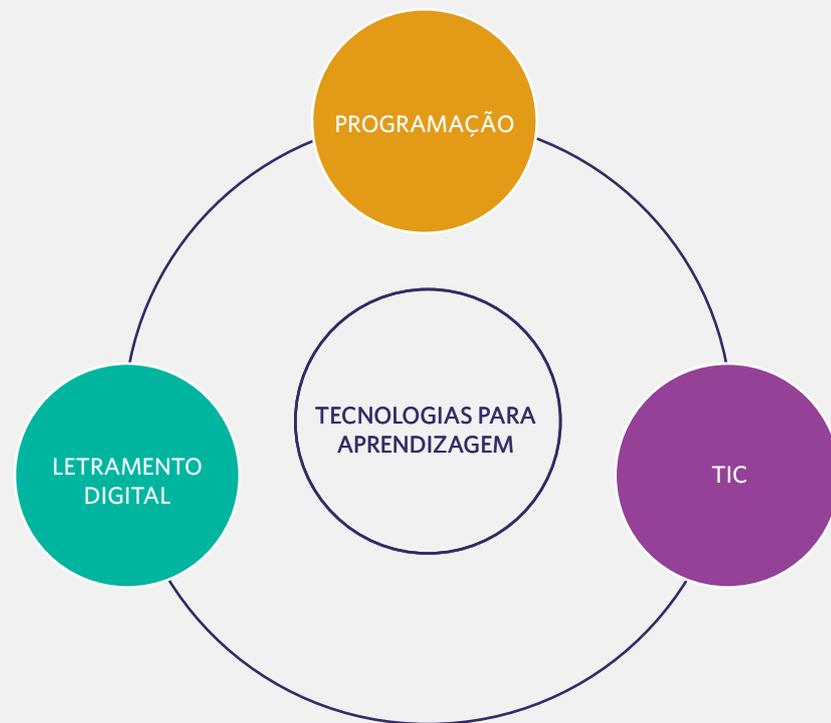 PROGRAMAÇÃO
TECNOLOGIAS PARA
APRENDIZAGEM
LETRAMENTO
DIGITAL
TIC